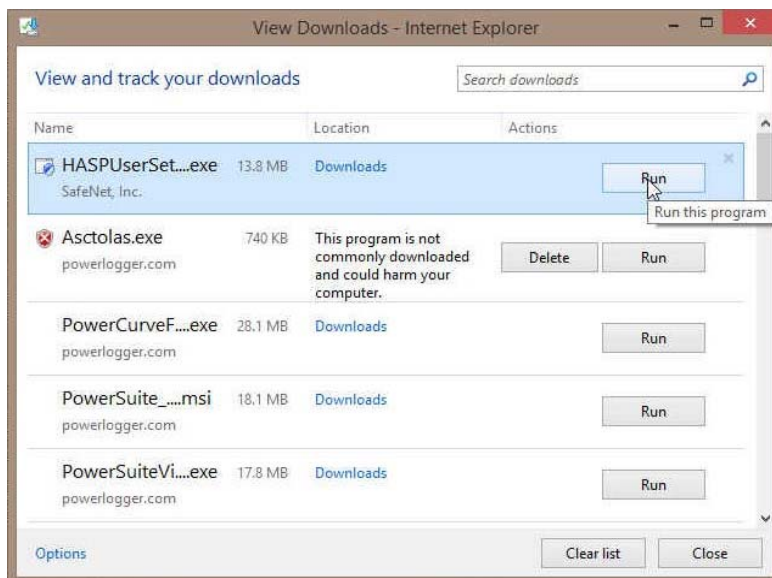 View Downloads - Internet Explorer
View and track your downloads
Search downloads
Name Location Actions
HASPUserSet....exe 13.8 MB Downloads Run
SafeNet, Inc.
Run this program
Asctolas.exe 740 KB This program is not
commonly downloaded
and could harm your
computer.
Delete Run
powerlogger.com
PowerCurveF....exe 28.1 MB Downloads Run
powerlogger.com
PowerSuite_....msi 18.1 MB Downloads Run
powerlogger.com
PowerSuiteVi....exe 17.8 MB Downloads Run
powerlogger.com
Options Clear list Close